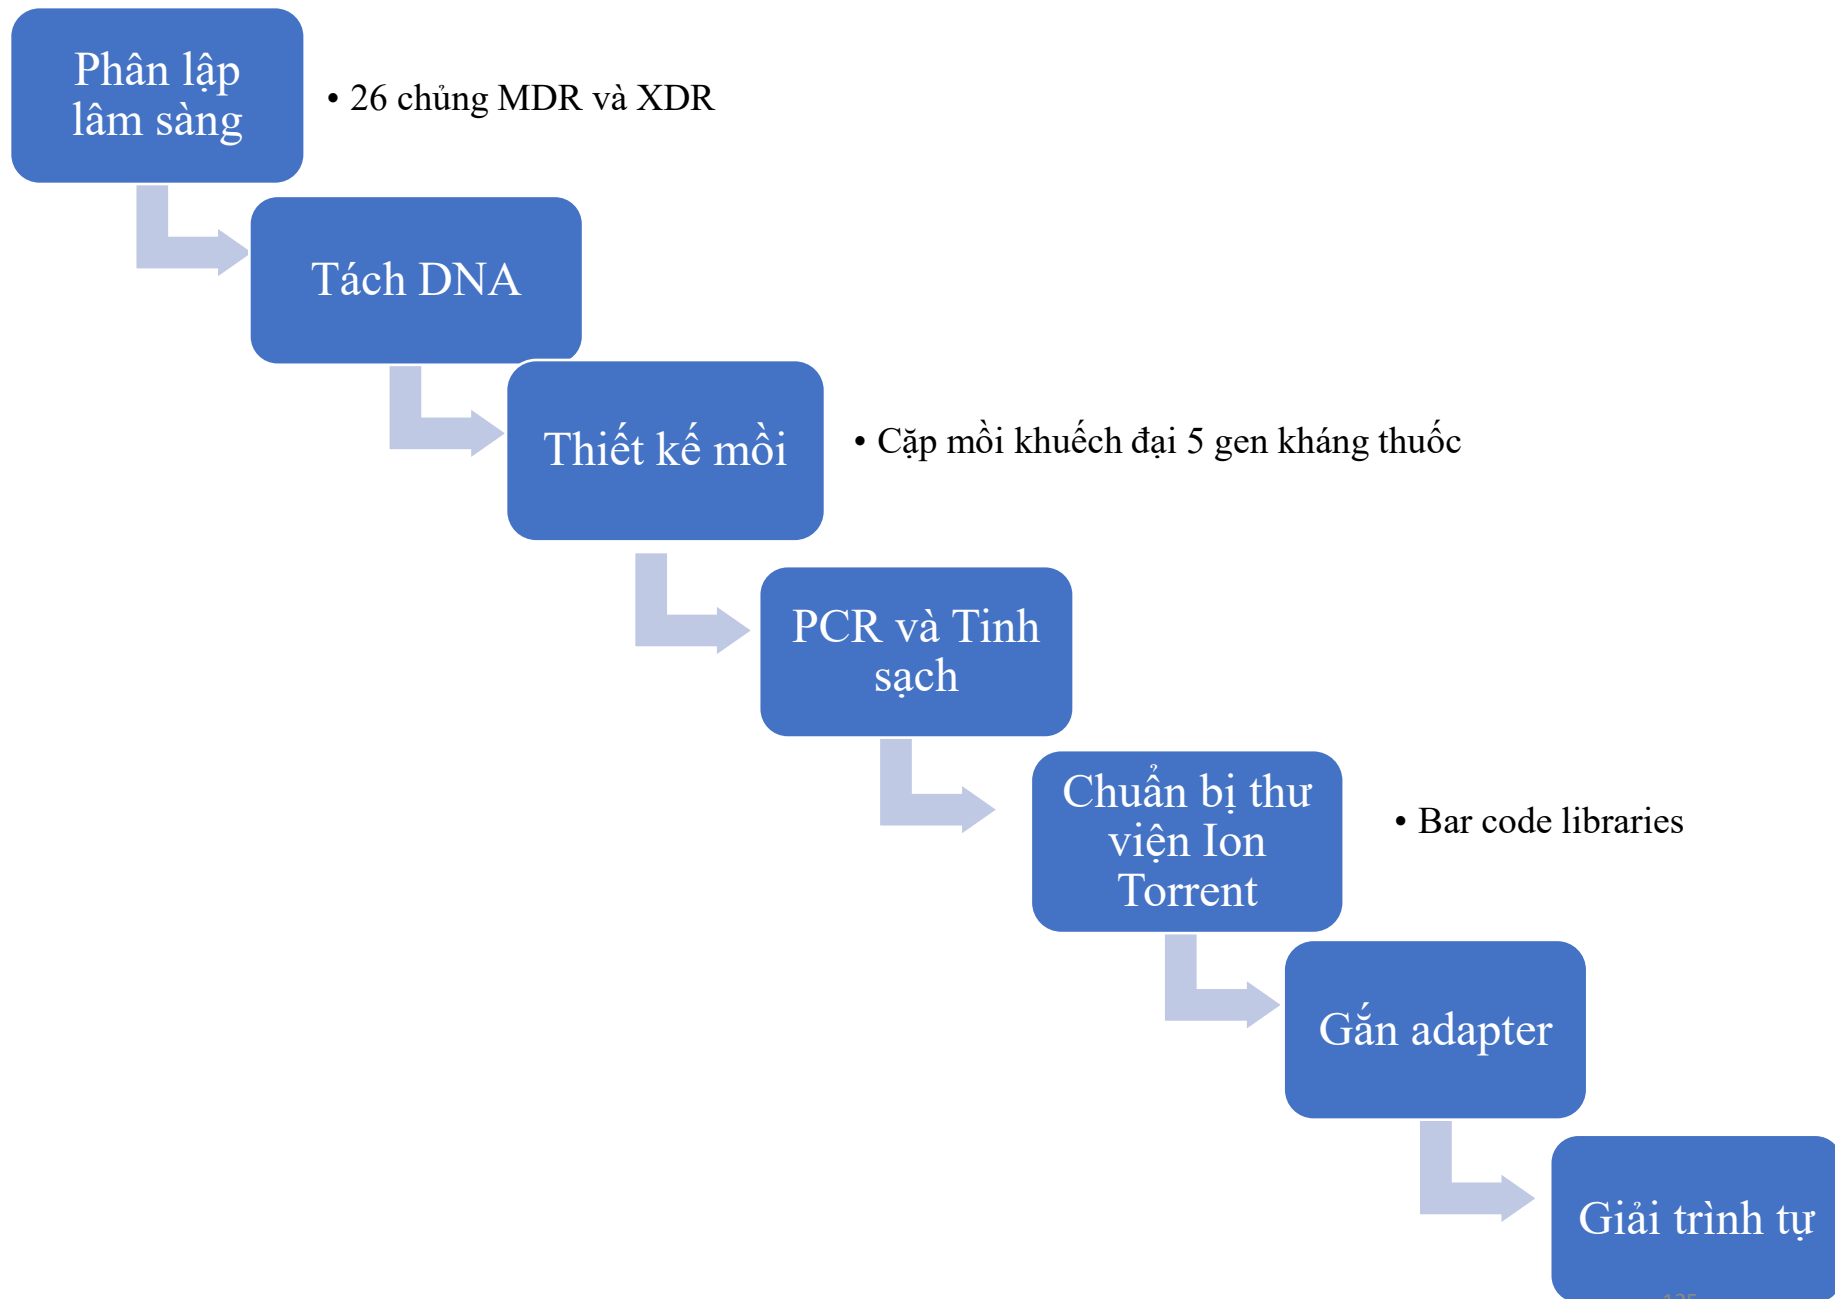 Phân lập
lâm sàng
• 26 chủng MDR và XDR
Tách DNA
Thiết kế mồi
• Cặp mồi khuếch đại 5 gen kháng thuốc
PCR và Tinh
sạch
Chuẩn bị thư
viện Ion
Torrent
• Bar code libraries
Gắn adapter
Giải trình tự